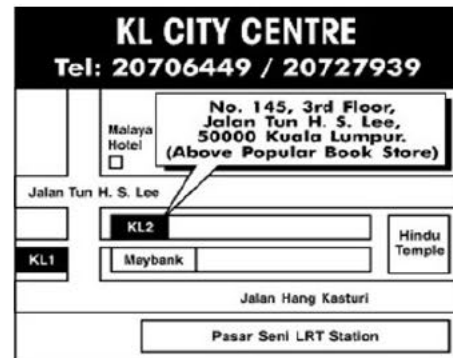 KL CITY CENTRE
Tel: 20706449 / 20727939
No. 145, 3rd Floor,
Jalan Tun H. S. Lee,
50000 Kuala Lumpur.
(Above Popular Book Store)
Malaya
Hotel
Jalan Tun H. S. Lee
KL2
Hindu
Temple
KL1
Maybank
Jalan Hang Kasturi
Pasar Seni LRT Station